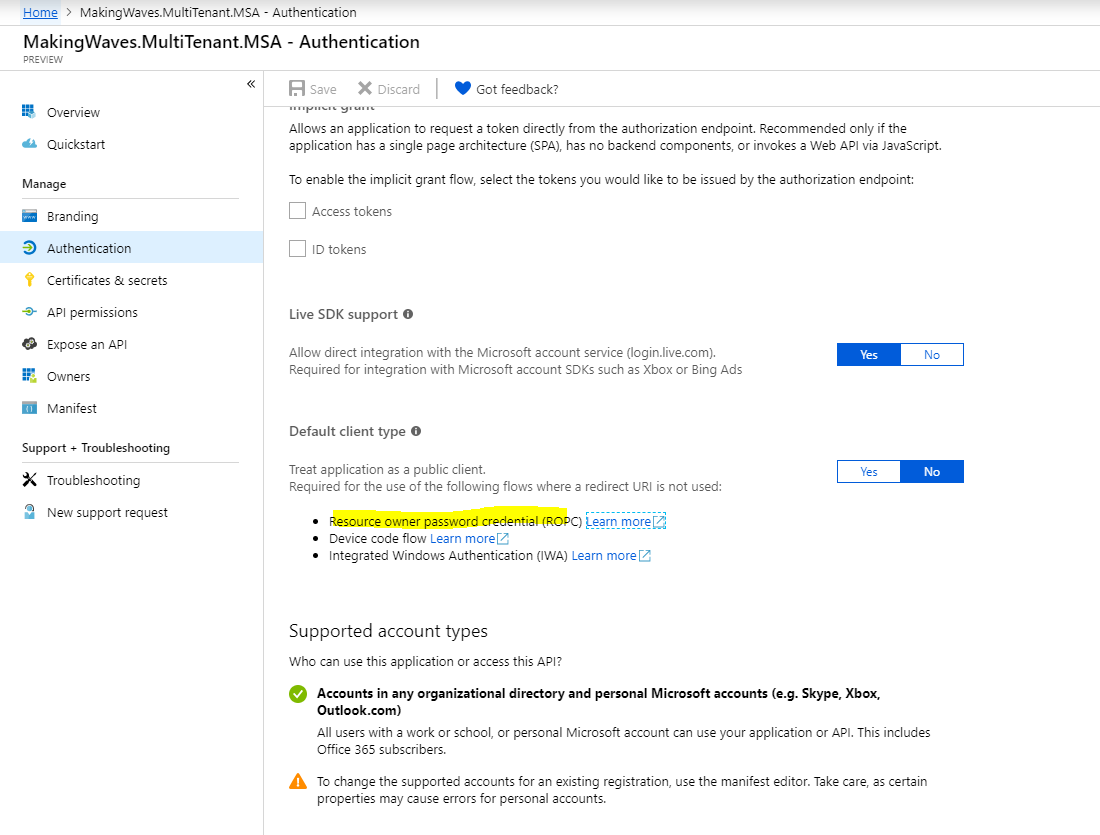 Home > MakingWaves.MultiTenant.MSA - Authentication
MakingWaves.MultiTenant.MSA - Authentication
PREVIEW
«
Overview
Quickstart
Manage
Branding
Authentication
Certificates & secrets
API permissions
Expose an API
Owners
Manifest
Support + Troubleshooting
Troubleshooting
New support request
Save
Discard
Got feedback?
Implicit grant
Allows an application to request a token directly from the authorization endpoint. Recommended only if the
application has a single page architecture (SPA), has no backend components, or invokes a Web API via JavaScript.
To enable the implicit grant flow, select the tokens you would like to be issued by the authorization endpoint:
Access tokens
ID tokens
Live SDK support
Allow direct integration with the Microsoft account service (login.live.com).
Required for integration with Microsoft account SDKs such as Xbox or Bing Ads
Yes
No
Default client type
Treat application as a public client.
Required for the use of the following flows where a redirect URI is not used:
Yes
No
• Resource owner password credential (ROPC) Learn more
• Device code flow Learn more
• Integrated Windows Authentication (IWA) Learn more
Supported account types
Who can use this application or access this API?
Accounts in any organizational directory and personal Microsoft accounts (e.g. Skype, Xbox,
Outlook.com)
All users with a work or school, or personal Microsoft account can use your application or API. This includes
Office 365 subscribers.
To change the supported accounts for an existing registration, use the manifest editor. Take care, as certain
properties may cause errors for personal accounts.